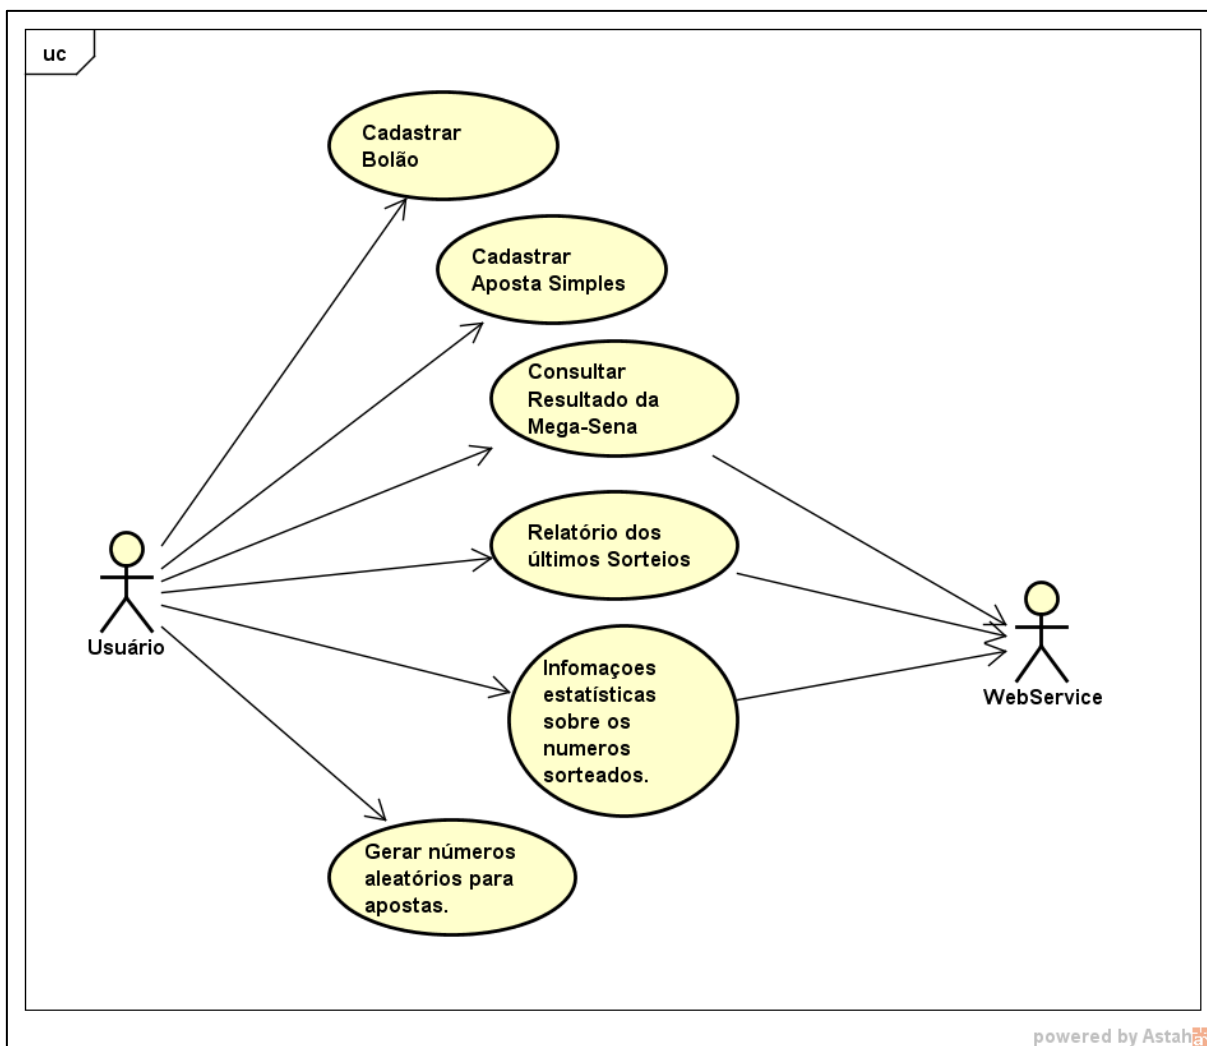 uc
Cadastrar
Bolão
Cadastrar
Aposta Simples
Consultar
Resultado da
Mega-Sena
Relatório dos
últimos Sorteios
Usuário
Infomaçoes
estatísticas
sobre os
numeros
sorteados.
WebService
Gerar números
aleatórios para
apostas.
powered by Astah